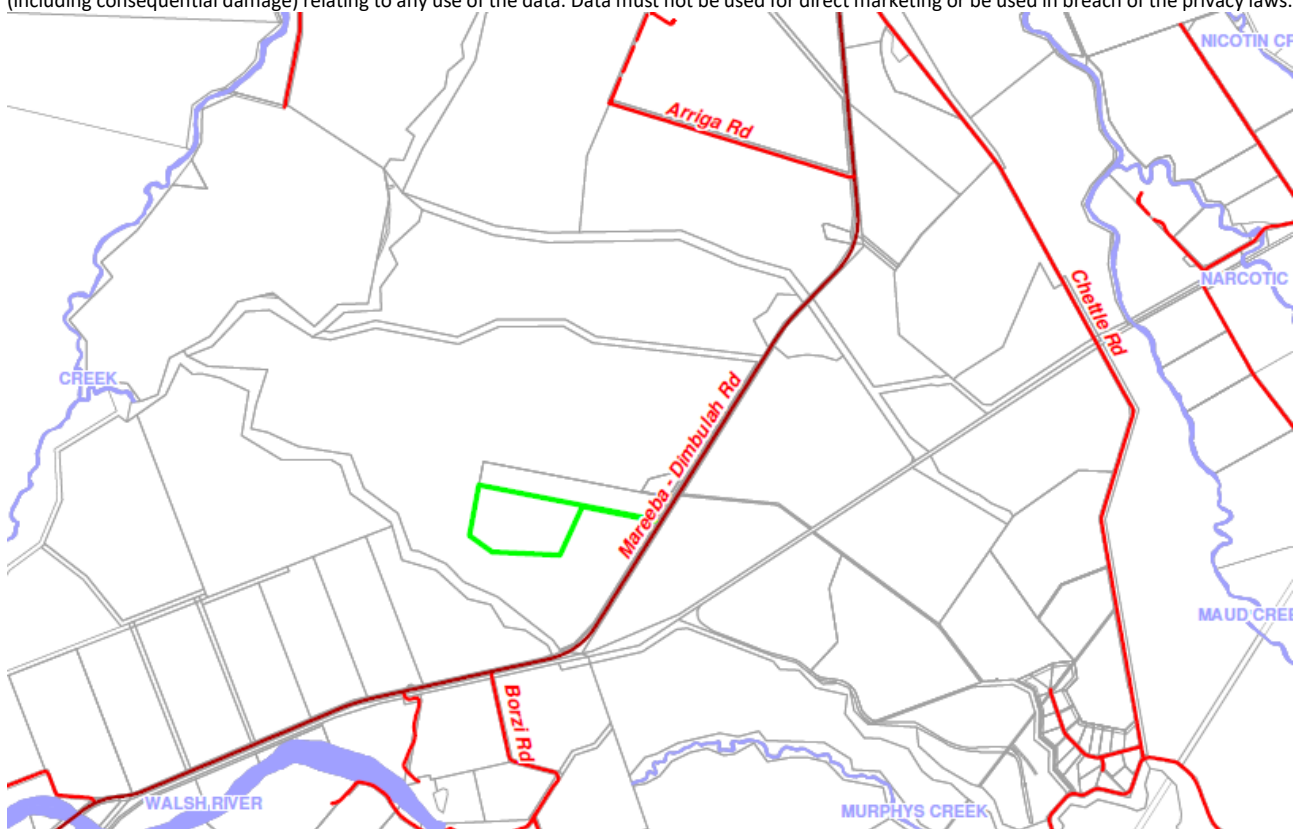 (including consequential damage) relating to any use of the data. Data must not be used for direct marketing or be used in breach of the privacy laws.
NICOTIN CR
Arriga Rd
NARCOTIC
Chettle Rd
CREEK
Mareeba - Dimbulah Rd
MAUD CREE
Borzi Rd
WALSH RIVER
MURPHYS CREEK